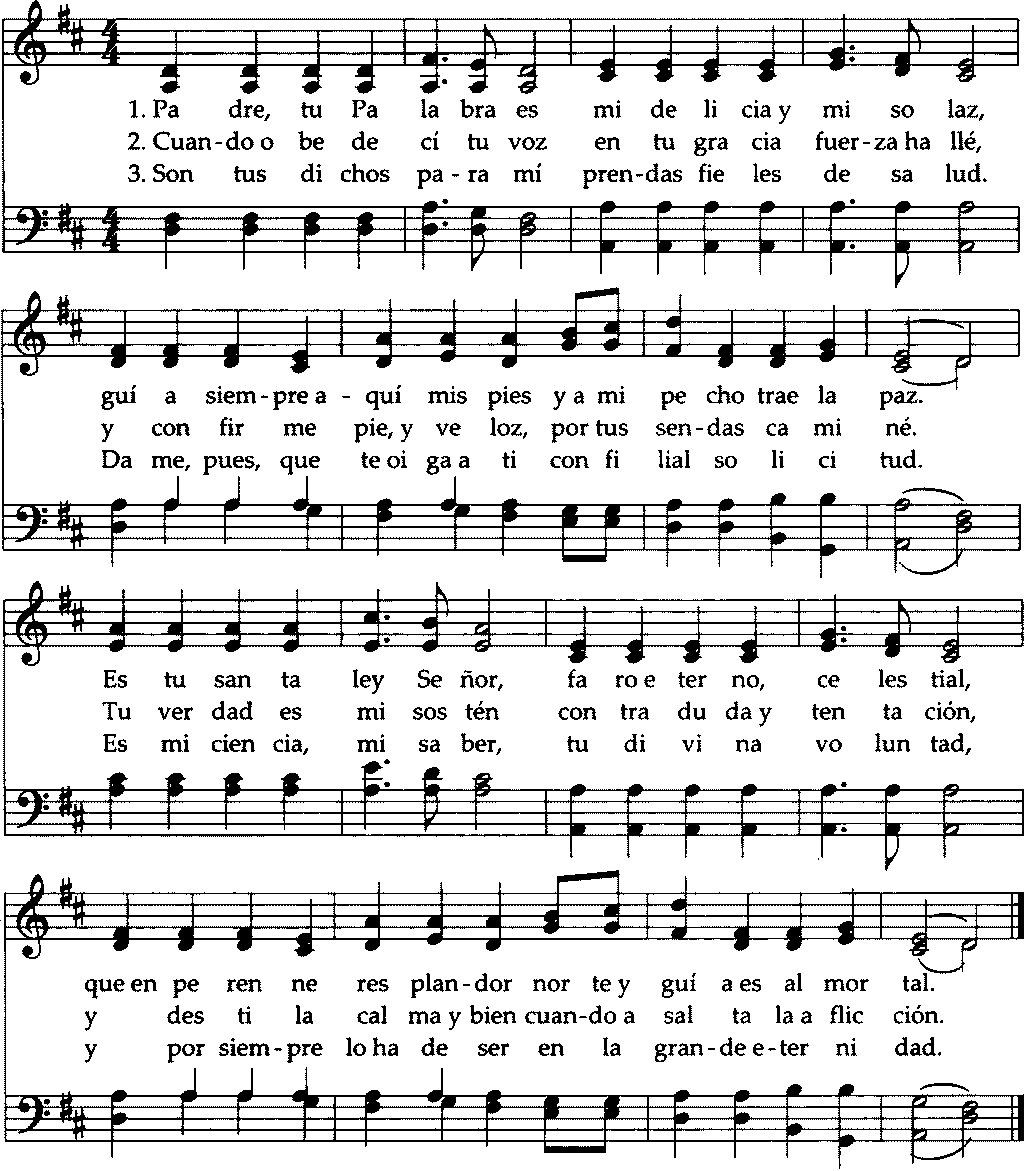 4 4
1. Pa dre, tu Pa la bra es mi de li cia y mi so laz,
2. Cuan-do o be de cí tu voz en tu gra cia fuer-za ha llé,
3. Son tus di chos pa-ra mí pren-das fie les de sa lud.
4 4
guí a siem-pre a-quí mis pies y a mi pe cho trae la paz.
y con fir me pie, y ve loz, por tus sen-das ca mi né.
Da me, pues, que te oi ga a ti con fi lial so li ci tud.
Es tu san ta ley Se ñor, fa ro e ter no, ce les tial,
Tu ver dad es mi sos tén con tra du da y ten ta ción,
Es mi cien cia, mi sa ber, tu di vi na vo lun tad,
que en pe ren ne res plan-dor nor te y guí a es al mor tal.
y des ti la cal ma y bien cuan-do a sal ta la a flic ción.
y por siem-pre lo ha de ser en la gran-de e-ter ni dad.